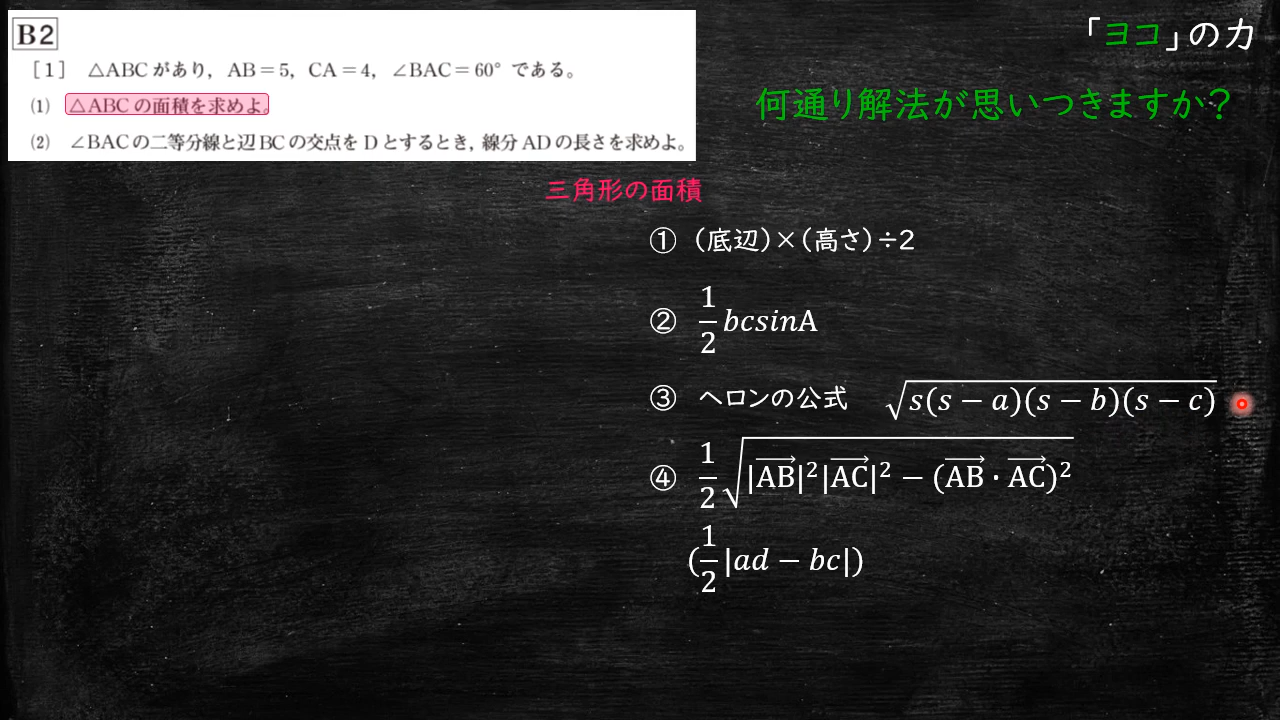 B2
[1] △ABCがあり，AB＝5，CA＝4，∠BAC＝60°である。
(1) △ABCの面積を求めよ。
(2) ∠BACの二等分線と辺BCの交点をDとするとき，線分ADの長さを求めよ。
「ヨコ」の力
何通り解法が思いつきますか？
三角形の面積
① （底辺）×（高さ）÷2
② 1/2 bcsinA
③ ヘロンの公式 √(s(s−a)(s−b)(s−c))
④ 1/2 √(|AB→|²|AC→|²−(AB→・AC→)²)
(1/2 |ad−bc|)